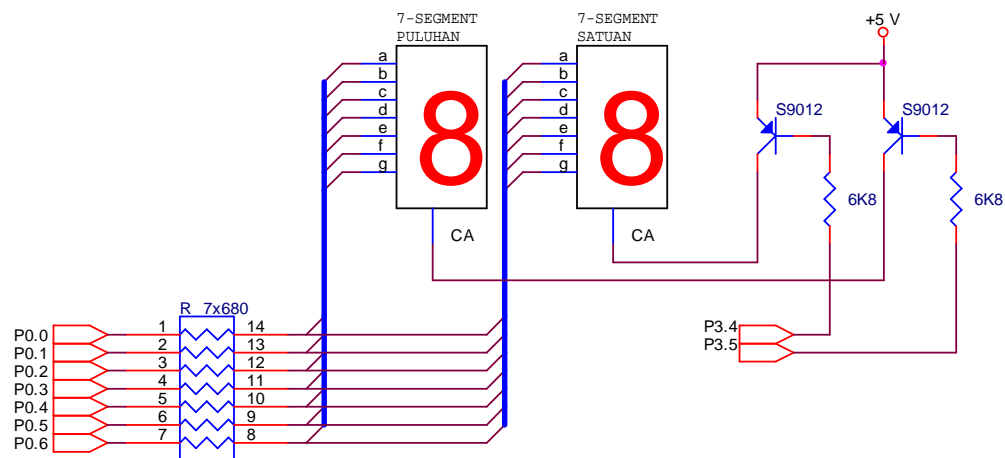 7-SEGMENT
PULUHAN
7-SEGMENT
SATUAN
+5 V
a
b
c
d
e
f
g
8
CA
a
b
c
d
e
f
g
8
CA
S9012
S9012
6K8
6K8
R 7x680
P0.0
P0.1
P0.2
P0.3
P0.4
P0.5
P0.6
1
2
3
4
5
6
7
14
13
12
11
10
9
8
P3.4
P3.5